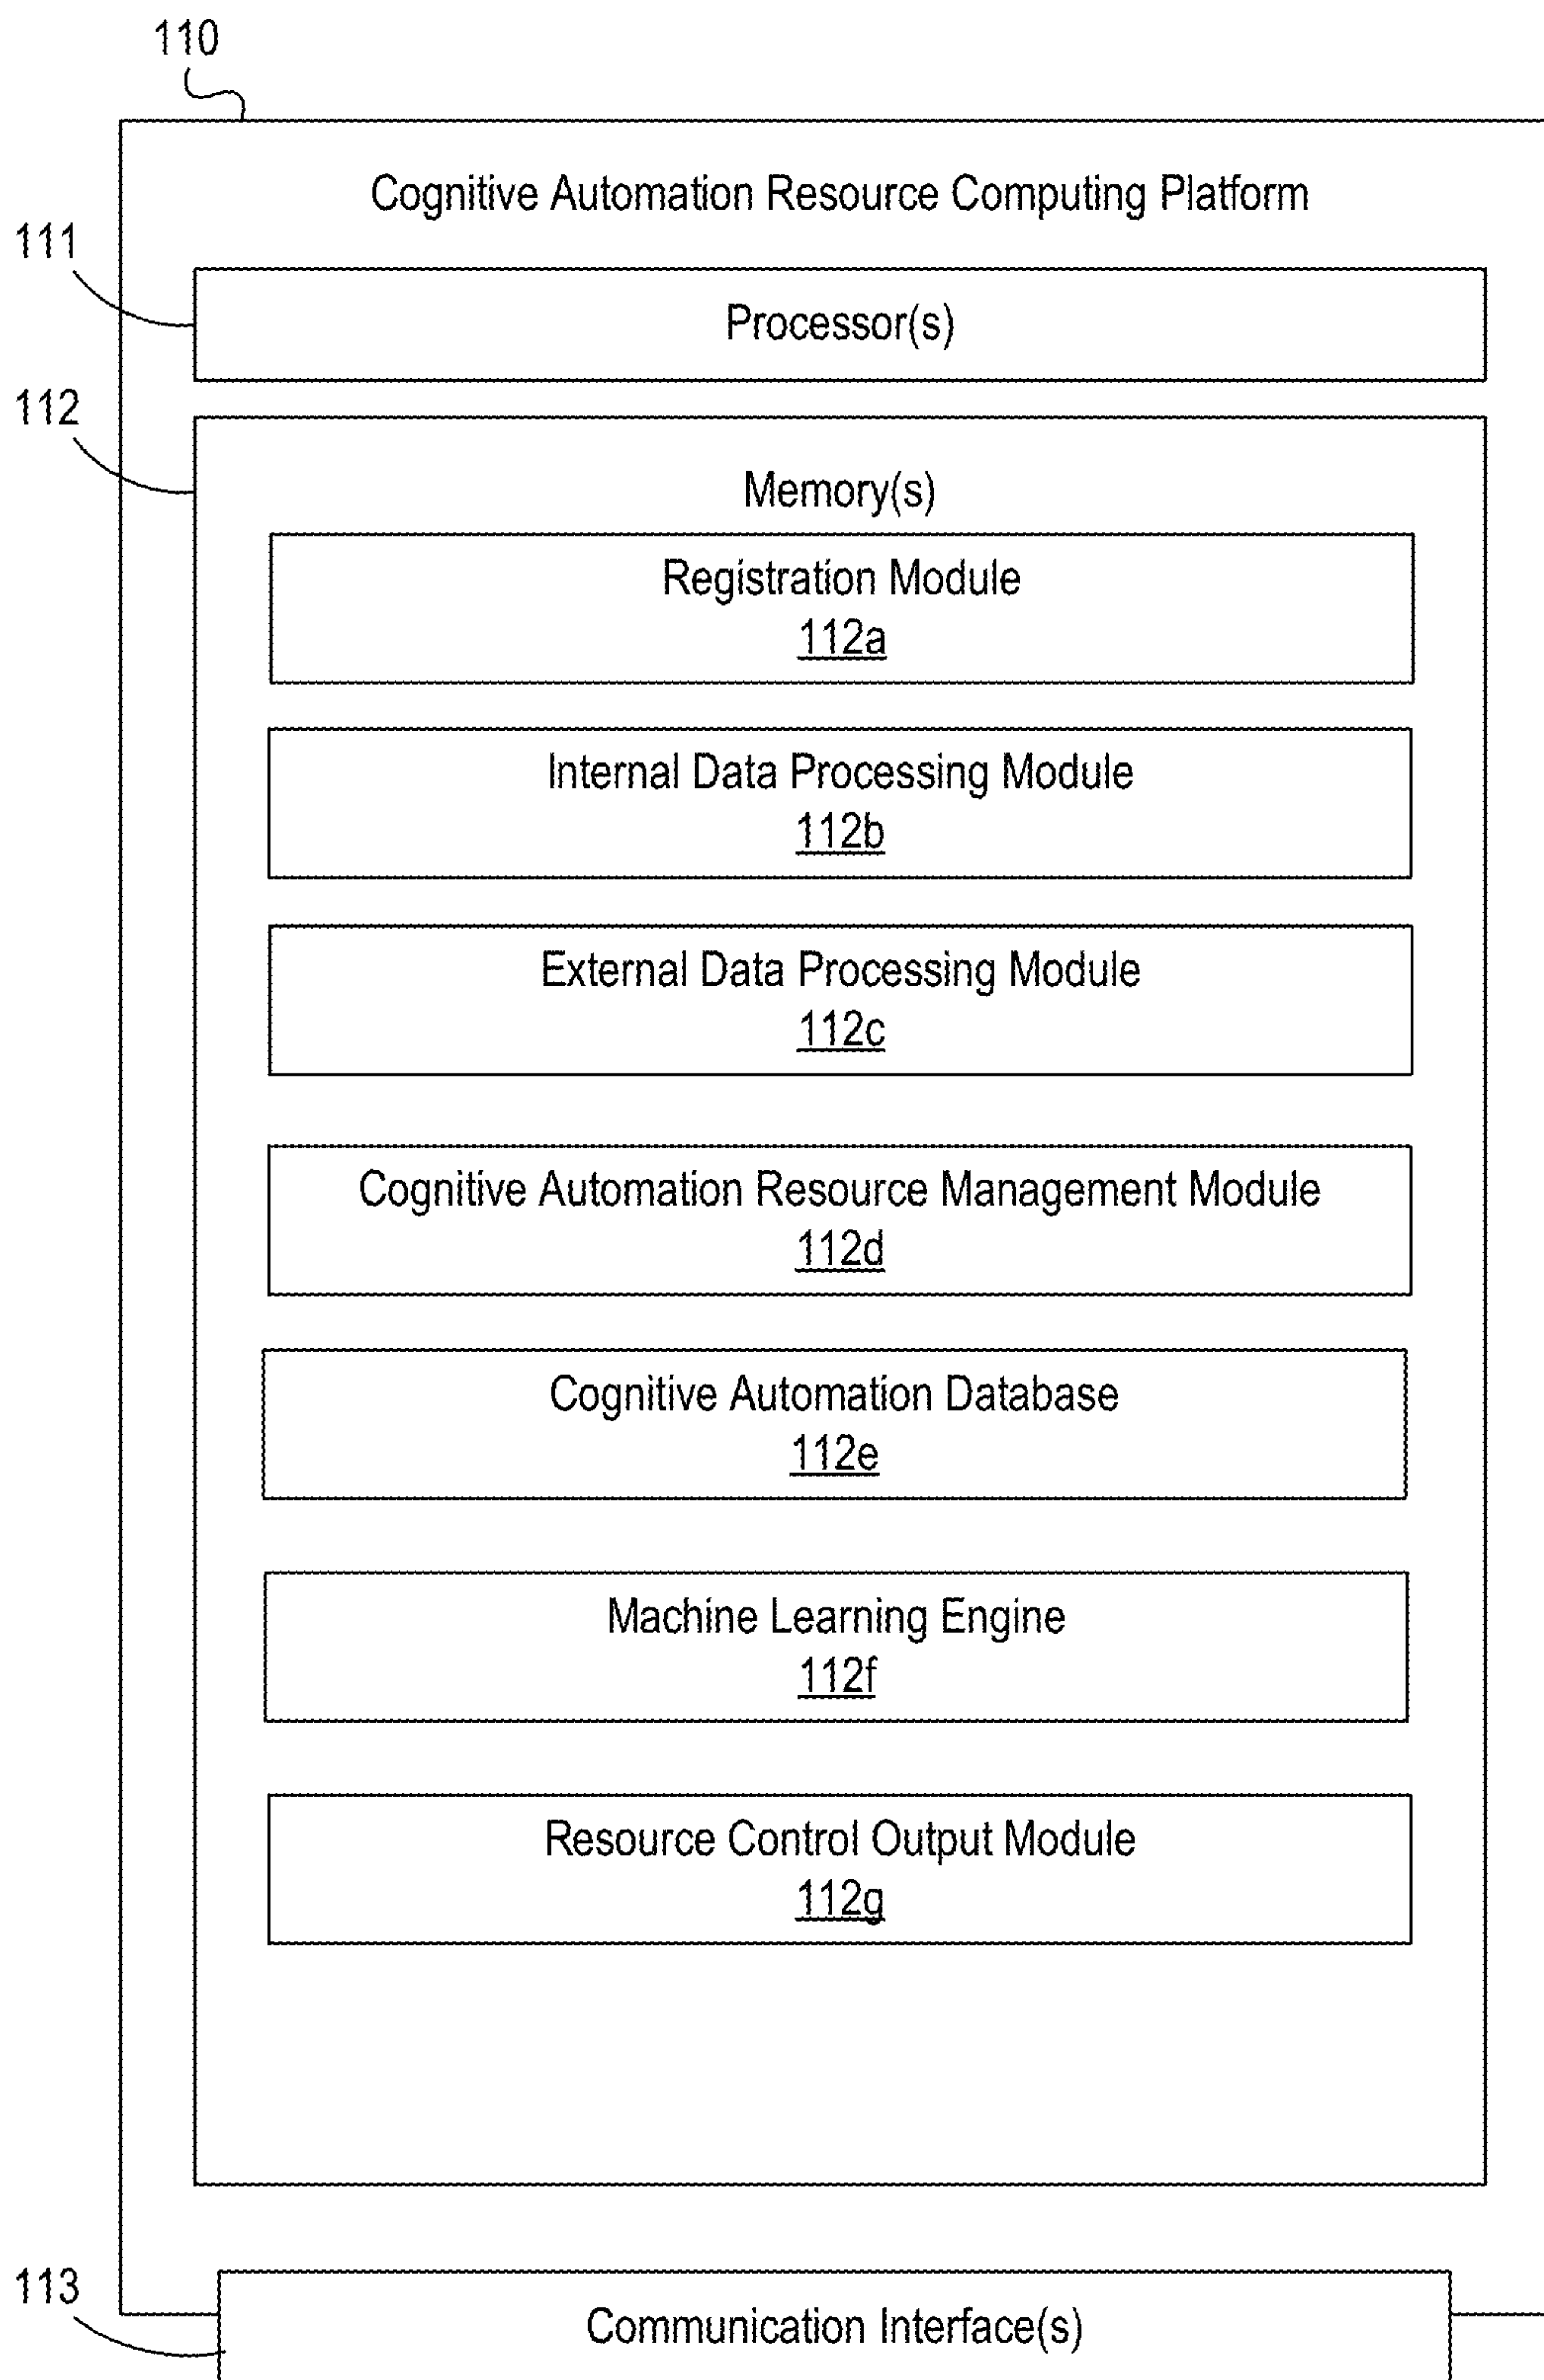 110
Cognitive Automation Resource Computing Platform
111
Processor(s)
112
Memory(s)
Registration Module
112a
Internal Data Processing Module
112b
External Data Processing Module
112c
Cognitive Automation Resource Management Module
112d
Cognitive Automation Database
112e
Machine Learning Engine
112f
Resource Control Output Module
112g
113
Communication Interface(s)